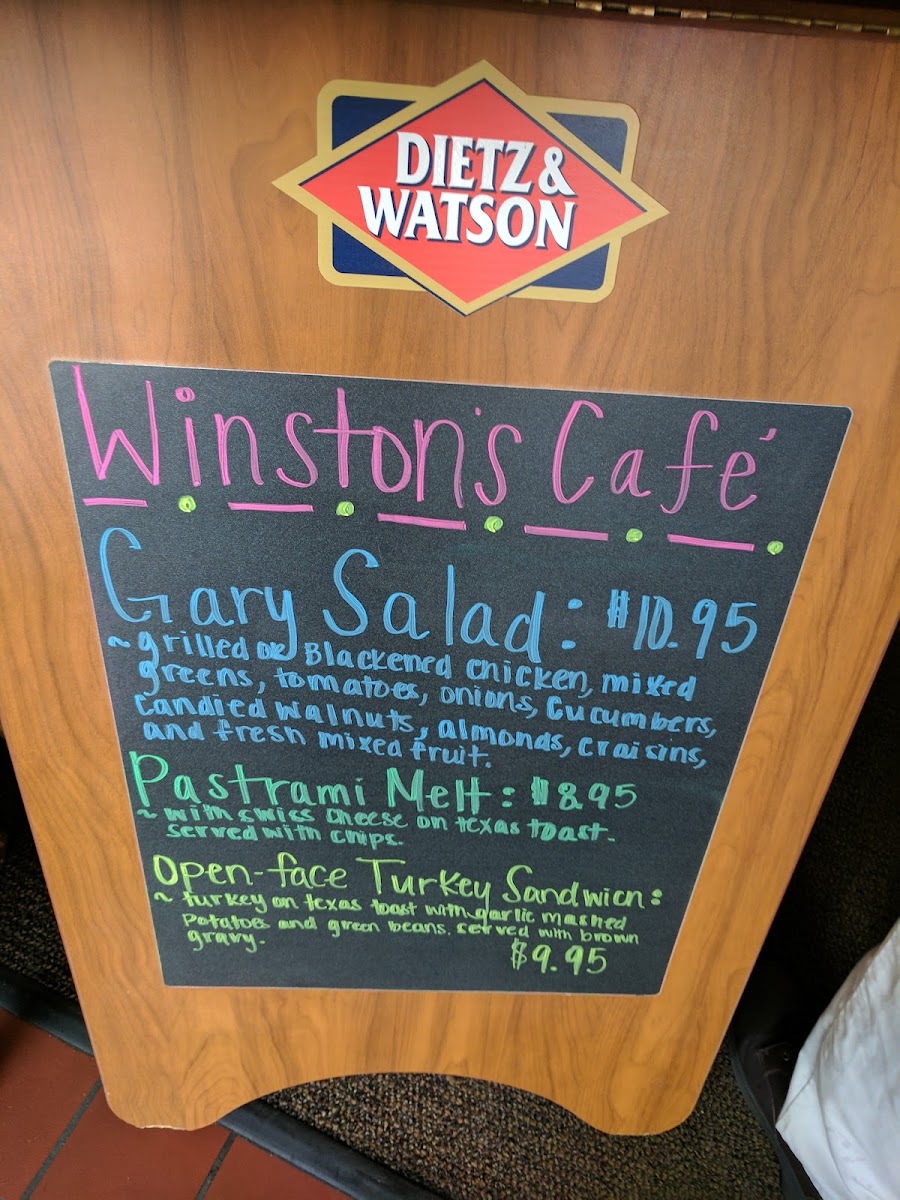 DIETZ &
WATSON
Winston's Café
Gary Salad: $10.95
~ grilled or Blackened chicken, mixed
greens, tomatoes, onions, cucumbers,
candied walnuts, almonds, craisins,
and fresh mixed fruit.
Pastrami Melt: $8.95
~ with swiss cheese on texas toast.
served with chips.
Open-face Turkey Sandwich:
~ turkey on texas toast with garlic mashed
potatoes and green beans. served with brown
gravy.
$9.95